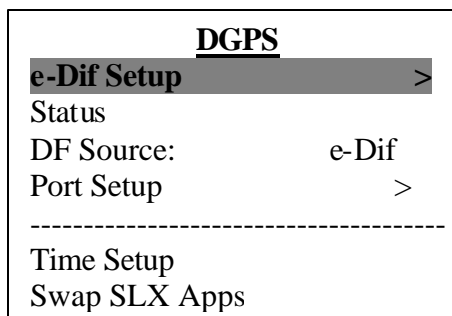 DGPS
e-Dif Setup >
Status
DF Source: e-Dif
Port Setup >
---------------------------------------
Time Setup
Swap SLX Apps